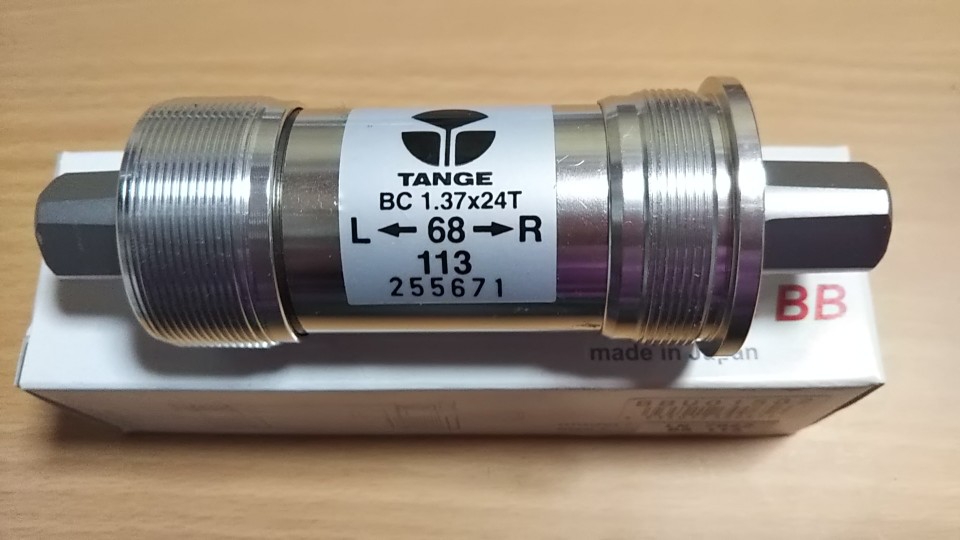 TANGE
BC 1.37x24T
L ← 68 → R
113
255671
BB
made in Japan